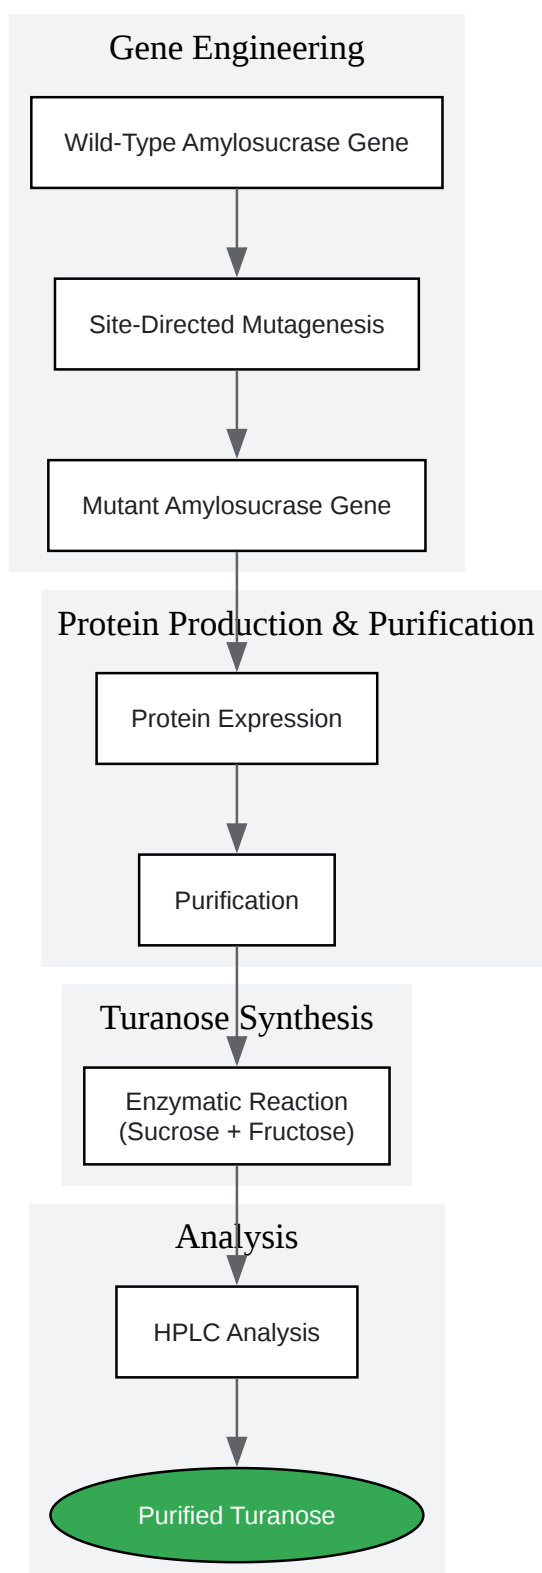 Gene Engineering
Wild-Type Amylosucrase Gene
Site-Directed Mutagenesis
Mutant Amylosucrase Gene
Protein Production & Purification
Protein Expression
Purification
Turanose Synthesis
Enzymatic Reaction
(Sucrose + Fructose)
Analysis
HPLC Analysis
Purified Turanose